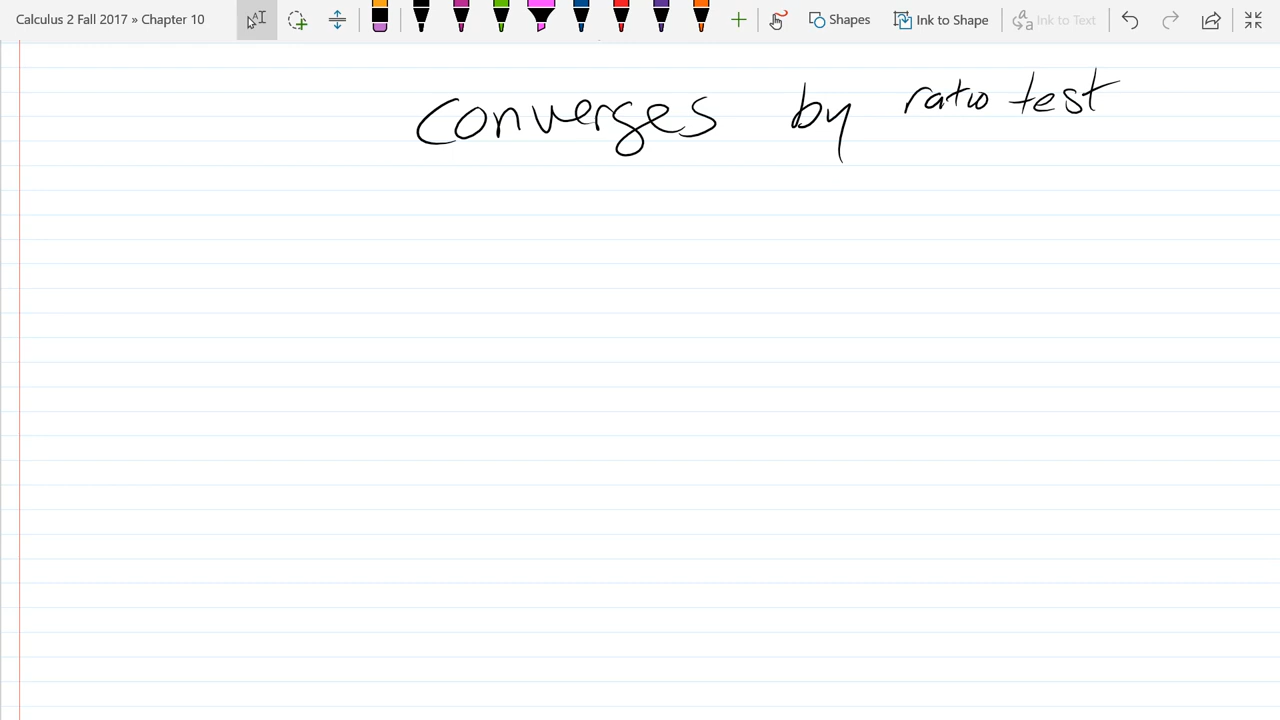 Calculus 2 Fall 2017 » Chapter 10
Shapes
Ink to Shape
Ink to Text
Converges by ratio test